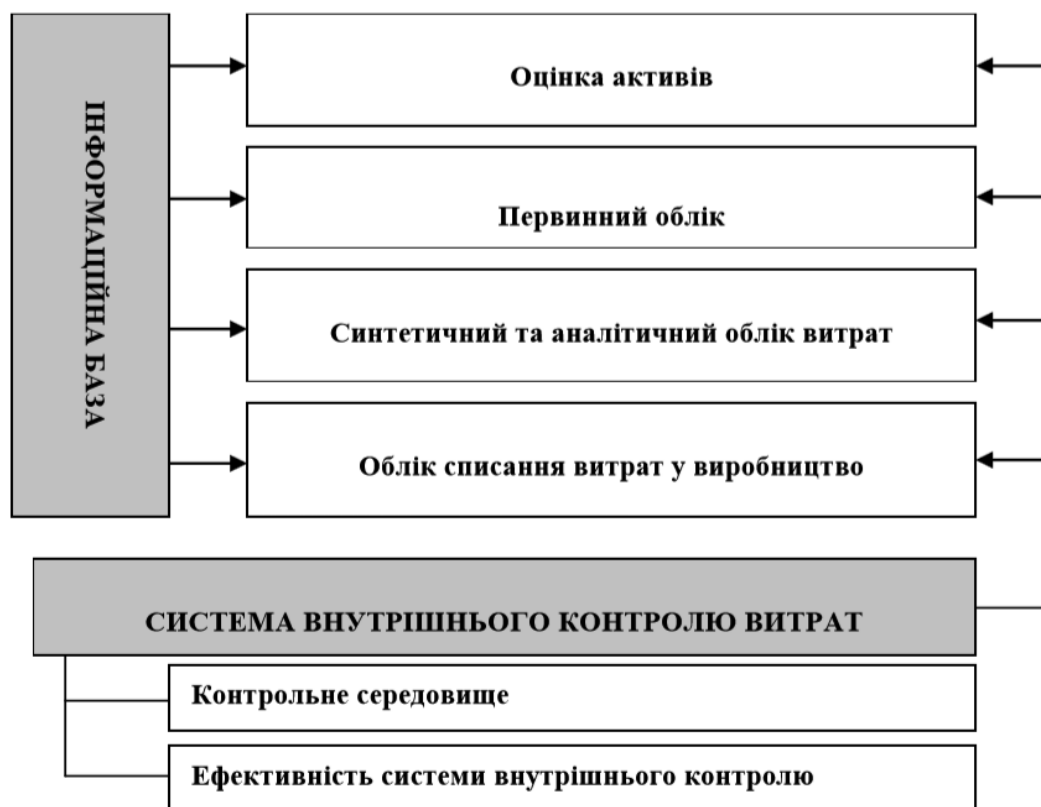 ІНФОРМАЦІЙНА БАЗА
Оцінка активів
Первинний облік
Синтетичний та аналітичний облік витрат
Облік списання витрат у виробництво
СИСТЕМА ВНУТРІШНЬОГО КОНТРОЛЮ ВИТРАТ
Контрольне середовище
Ефективність системи внутрішнього контролю